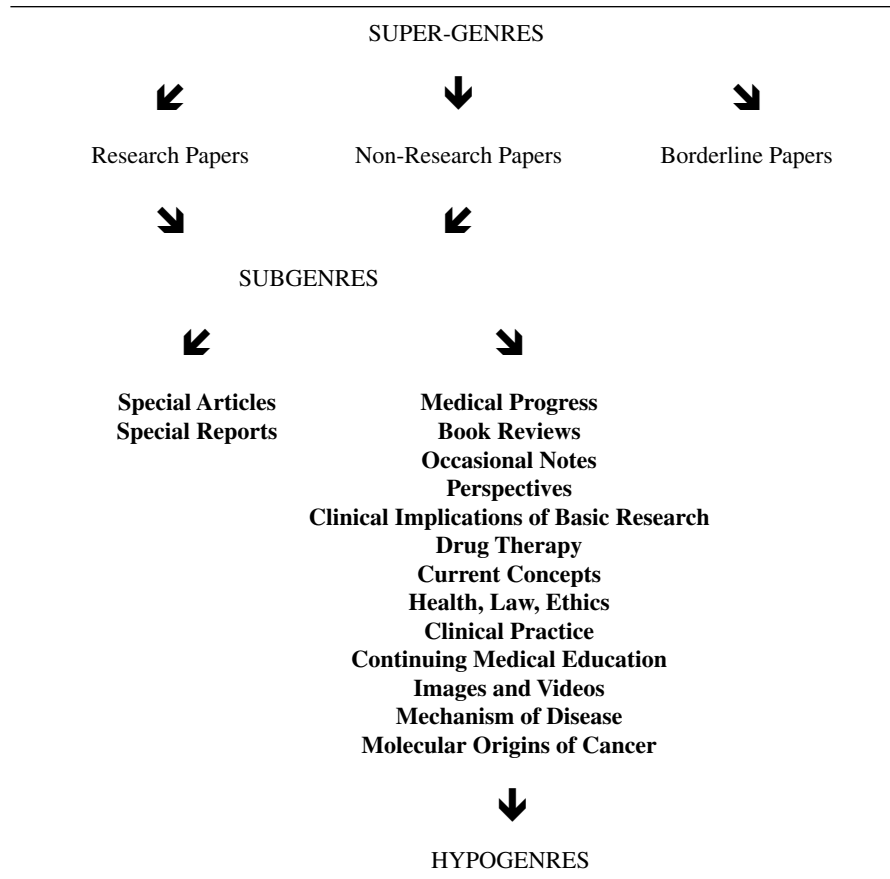 SUPER-GENRES
Research Papers Non-Research Papers Borderline Papers
SUBGENRES
Special Articles
Special Reports
Medical Progress
Book Reviews
Occasional Notes
Perspectives
Clinical Implications of Basic Research
Drug Therapy
Current Concepts
Health, Law, Ethics
Clinical Practice
Continuing Medical Education
Images and Videos
Mechanism of Disease
Molecular Origins of Cancer
HYPOGENRES